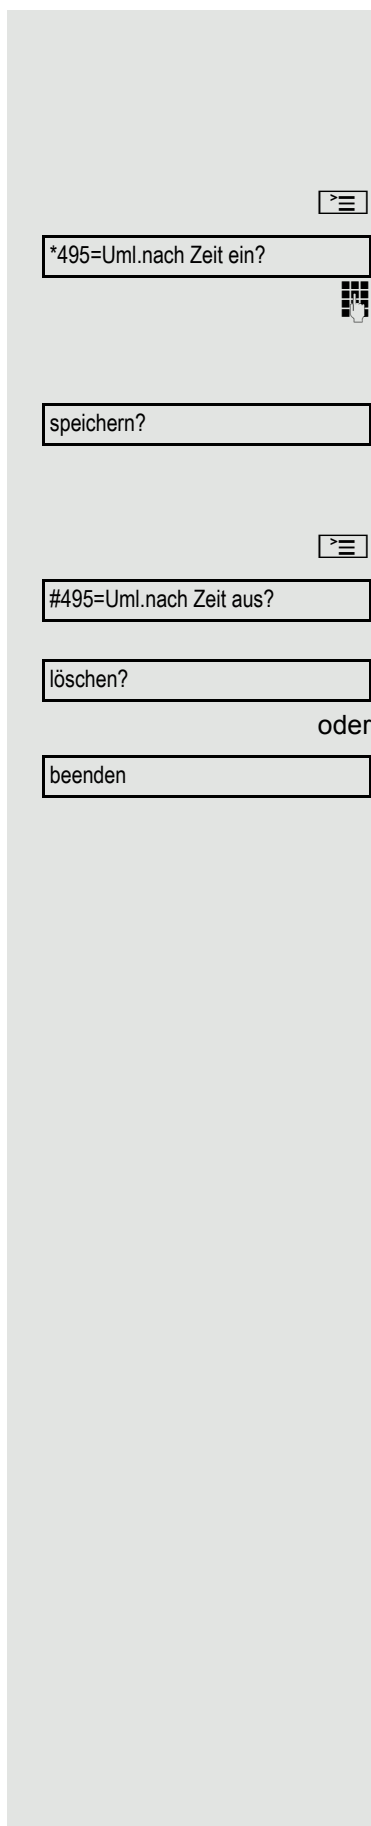 *495=Uml.nach Zeit ein?
speichern?
#495=Uml.nach Zeit aus?
löschen?
oder
beenden